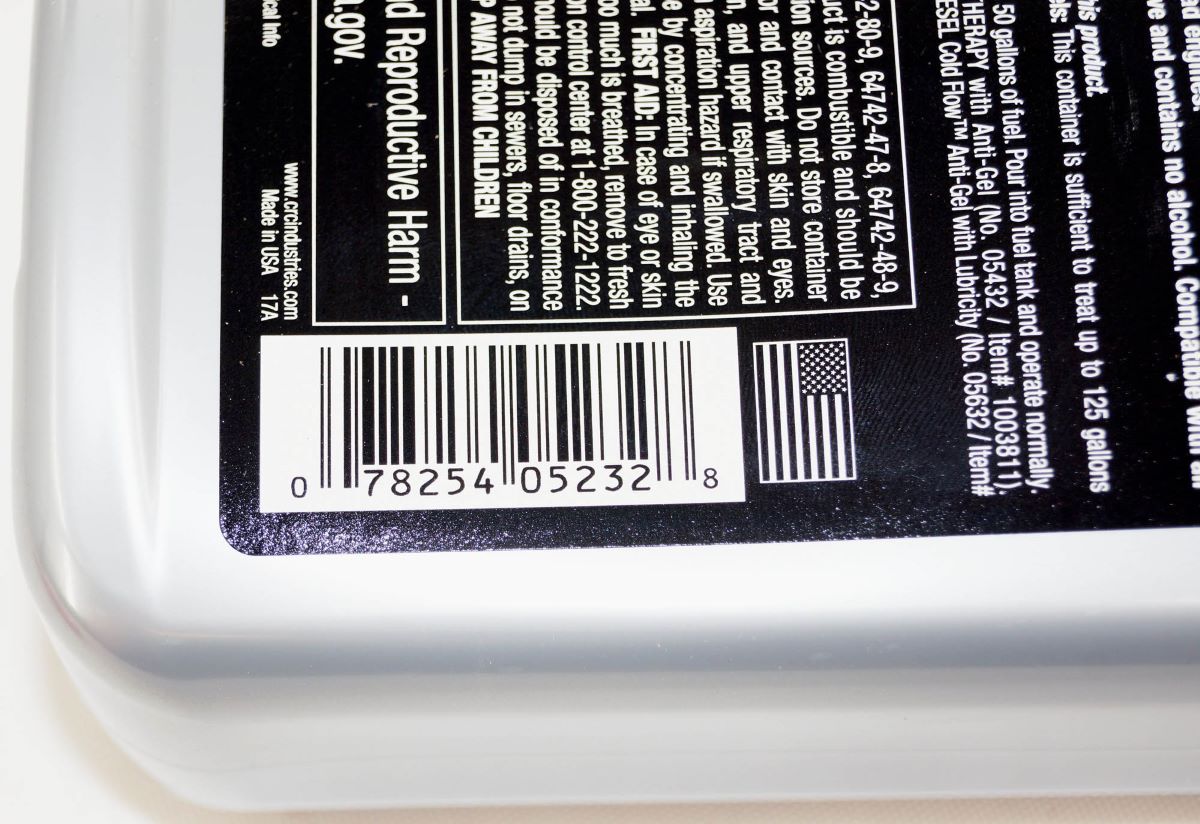 ve and contains no alcohol. Compatible with
his product.
els: This container is sufficient to treat up to 125 gallons
50 gallons of fuel. Pour into fuel tank and operate normally.
THERAPY with Anti-Gel (No. 05432 / Item# 1003811).
ESEL Cold Flow™ Anti-Gel with Lubricity (No. 05632 / Item#
2-80-9, 64742-47-8, 64742-48-9,
uct is combustible and should be
tion sources. Do not store container
or and contact with skin and eyes.
n, and upper respiratory tract and
aspiration hazard if swallowed. Use
e by concentrating and inhaling the
al. FIRST AID: In case of eye or skin
oo much is breathed, remove to fresh
on control center at 1-800-222-1222.
hould be disposed of in conformance
not dump in sewers, floor drains, on
P AWAY FROM CHILDREN
nd Reproductive Harm -
a.gov.
ical Info www.crcindustries.com
Made in USA 17A
0 78254 05232 8